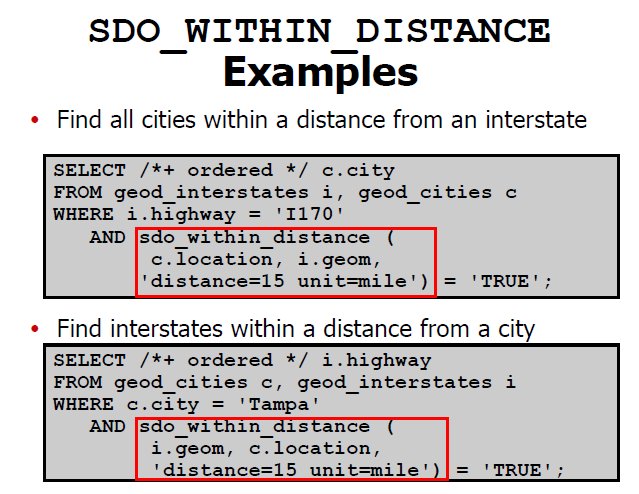 SDO_WITHIN_DISTANCE
Examples
• Find all cities within a distance from an interstate
SELECT /*+ ordered */ c.city
FROM geod_interstates i, geod_cities c
WHERE i.highway = 'I170'
AND sdo_within_distance (
c.location, i.geom,
'distance=15 unit=mile') = 'TRUE';
• Find interstates within a distance from a city
SELECT /*+ ordered */ i.highway
FROM geod_cities c, geod_interstates i
WHERE c.city = 'Tampa'
AND sdo_within_distance (
i.geom, c.location,
'distance=15 unit=mile') = 'TRUE';